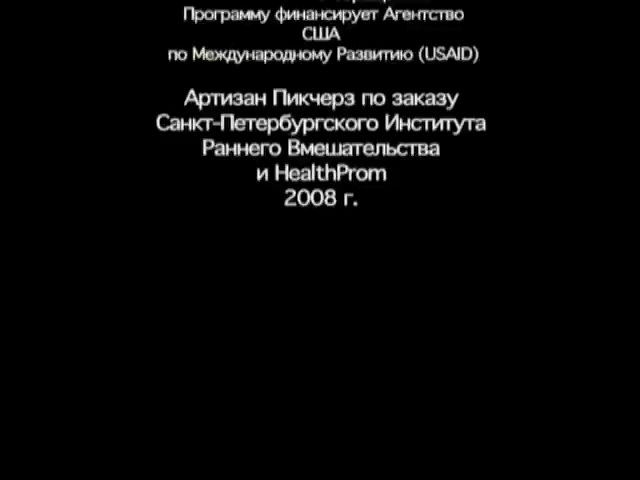 Программу финансирует Агентство
США
по Международному Развитию (USAID)
Артизан Пикчерз по заказу
Санкт-Петербургского Института
Раннего Вмешательства
и HealthProm
2008 г.